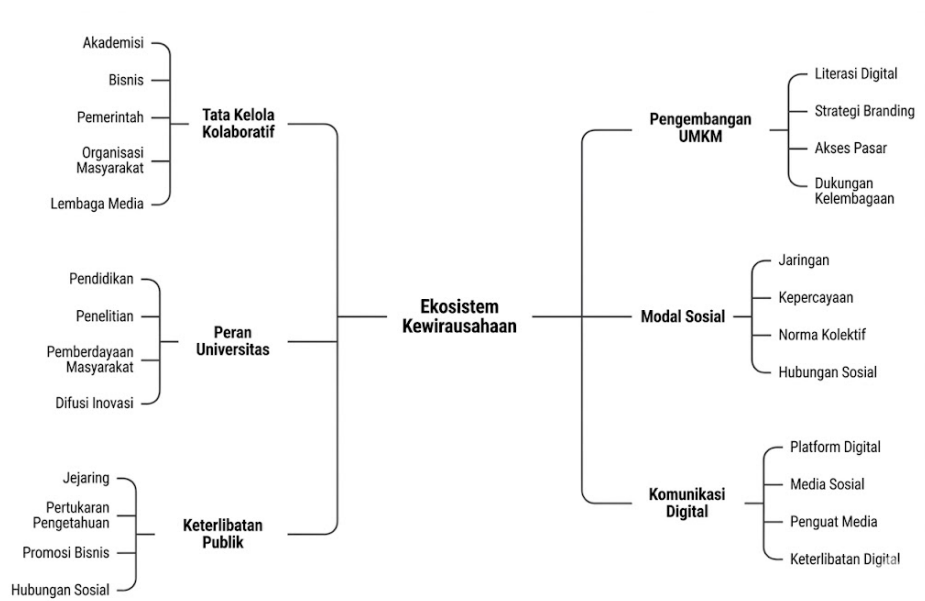 Ekosistem
Kewirausahaan
Tata Kelola
Kolaboratif
Akademisi
Bisnis
Pemerintah
Organisasi
Masyarakat
Lembaga Media
Peran
Universitas
Pendidikan
Penelitian
Pemberdayaan
Masyarakat
Difusi Inovasi
Keterlibatan
Publik
Jejaring
Pertukaran
Pengetahuan
Promosi Bisnis
Hubungan Sosial
Pengembangan
UMKM
Literasi Digital
Strategi Branding
Akses Pasar
Dukungan
Kelembagaan
Modal Sosial
Jaringan
Kepercayaan
Norma Kolektif
Hubungan Sosial
Komunikasi
Digital
Platform Digital
Media Sosial
Penguat Media
Keterlibatan Digital